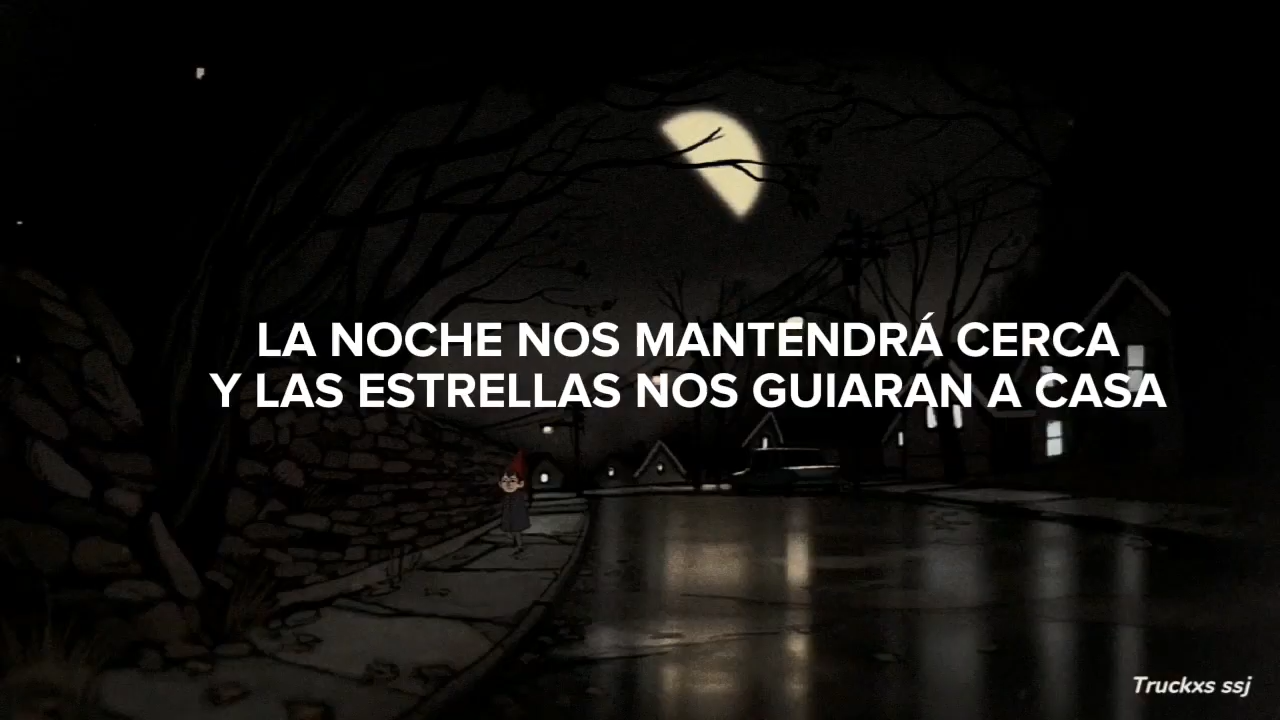 LA NOCHE NOS MANTENDRÁ CERCA
Y LAS ESTRELLAS NOS GUIARAN A CASA
Truckxs ssj